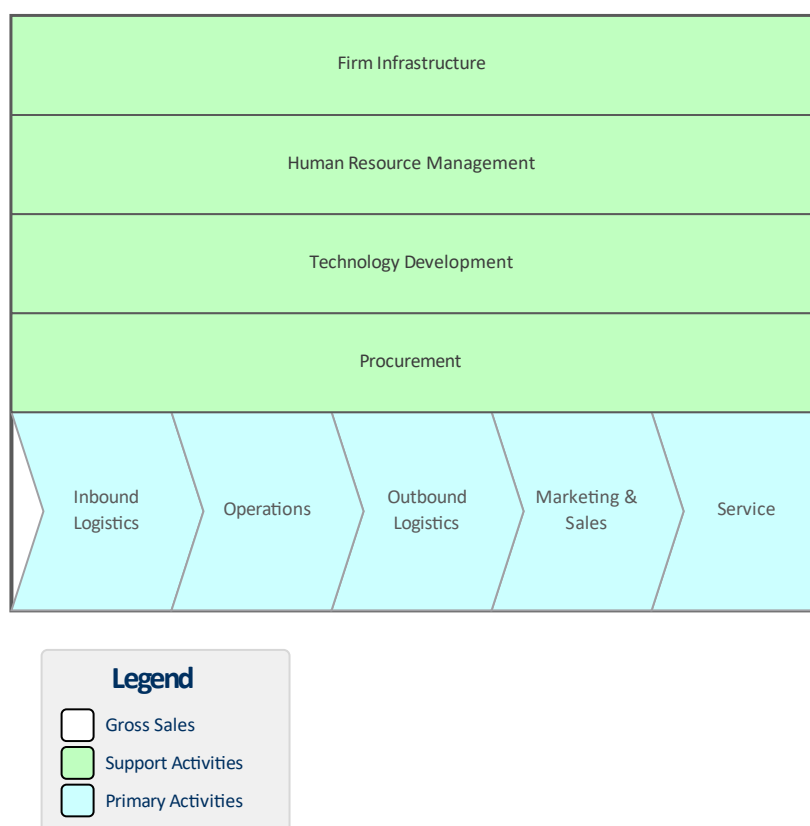 Firm Infrastructure
Human Resource Management
Technology Development
Procurement
Inbound
Logistics
Operations
Outbound
Logistics
Marketing &
Sales
Service
Legend
Gross Sales
Support Activities
Primary Activities